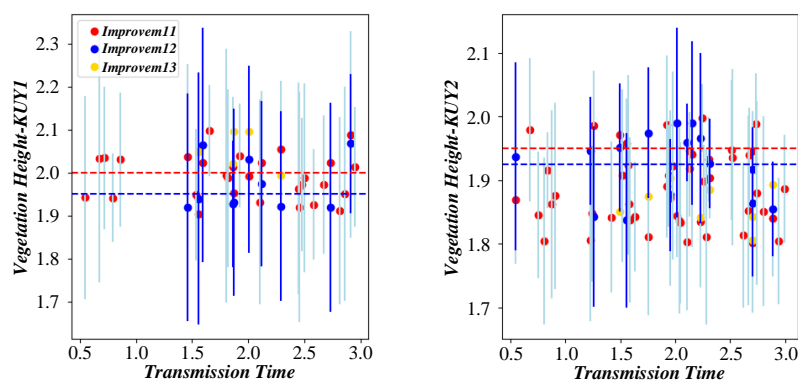 2.3
2.2
2.1
2.0
1.9
1.8
1.7
0.5 1.0 1.5 2.0 2.5 3.0
Vegetation Height-KUY1
Transmission Time
Improvem11
Improvem12
Improvem13
2.1
2.0
1.9
1.8
1.7
0.5 1.0 1.5 2.0 2.5 3.0
Vegetation Height-KUY2
Transmission Time